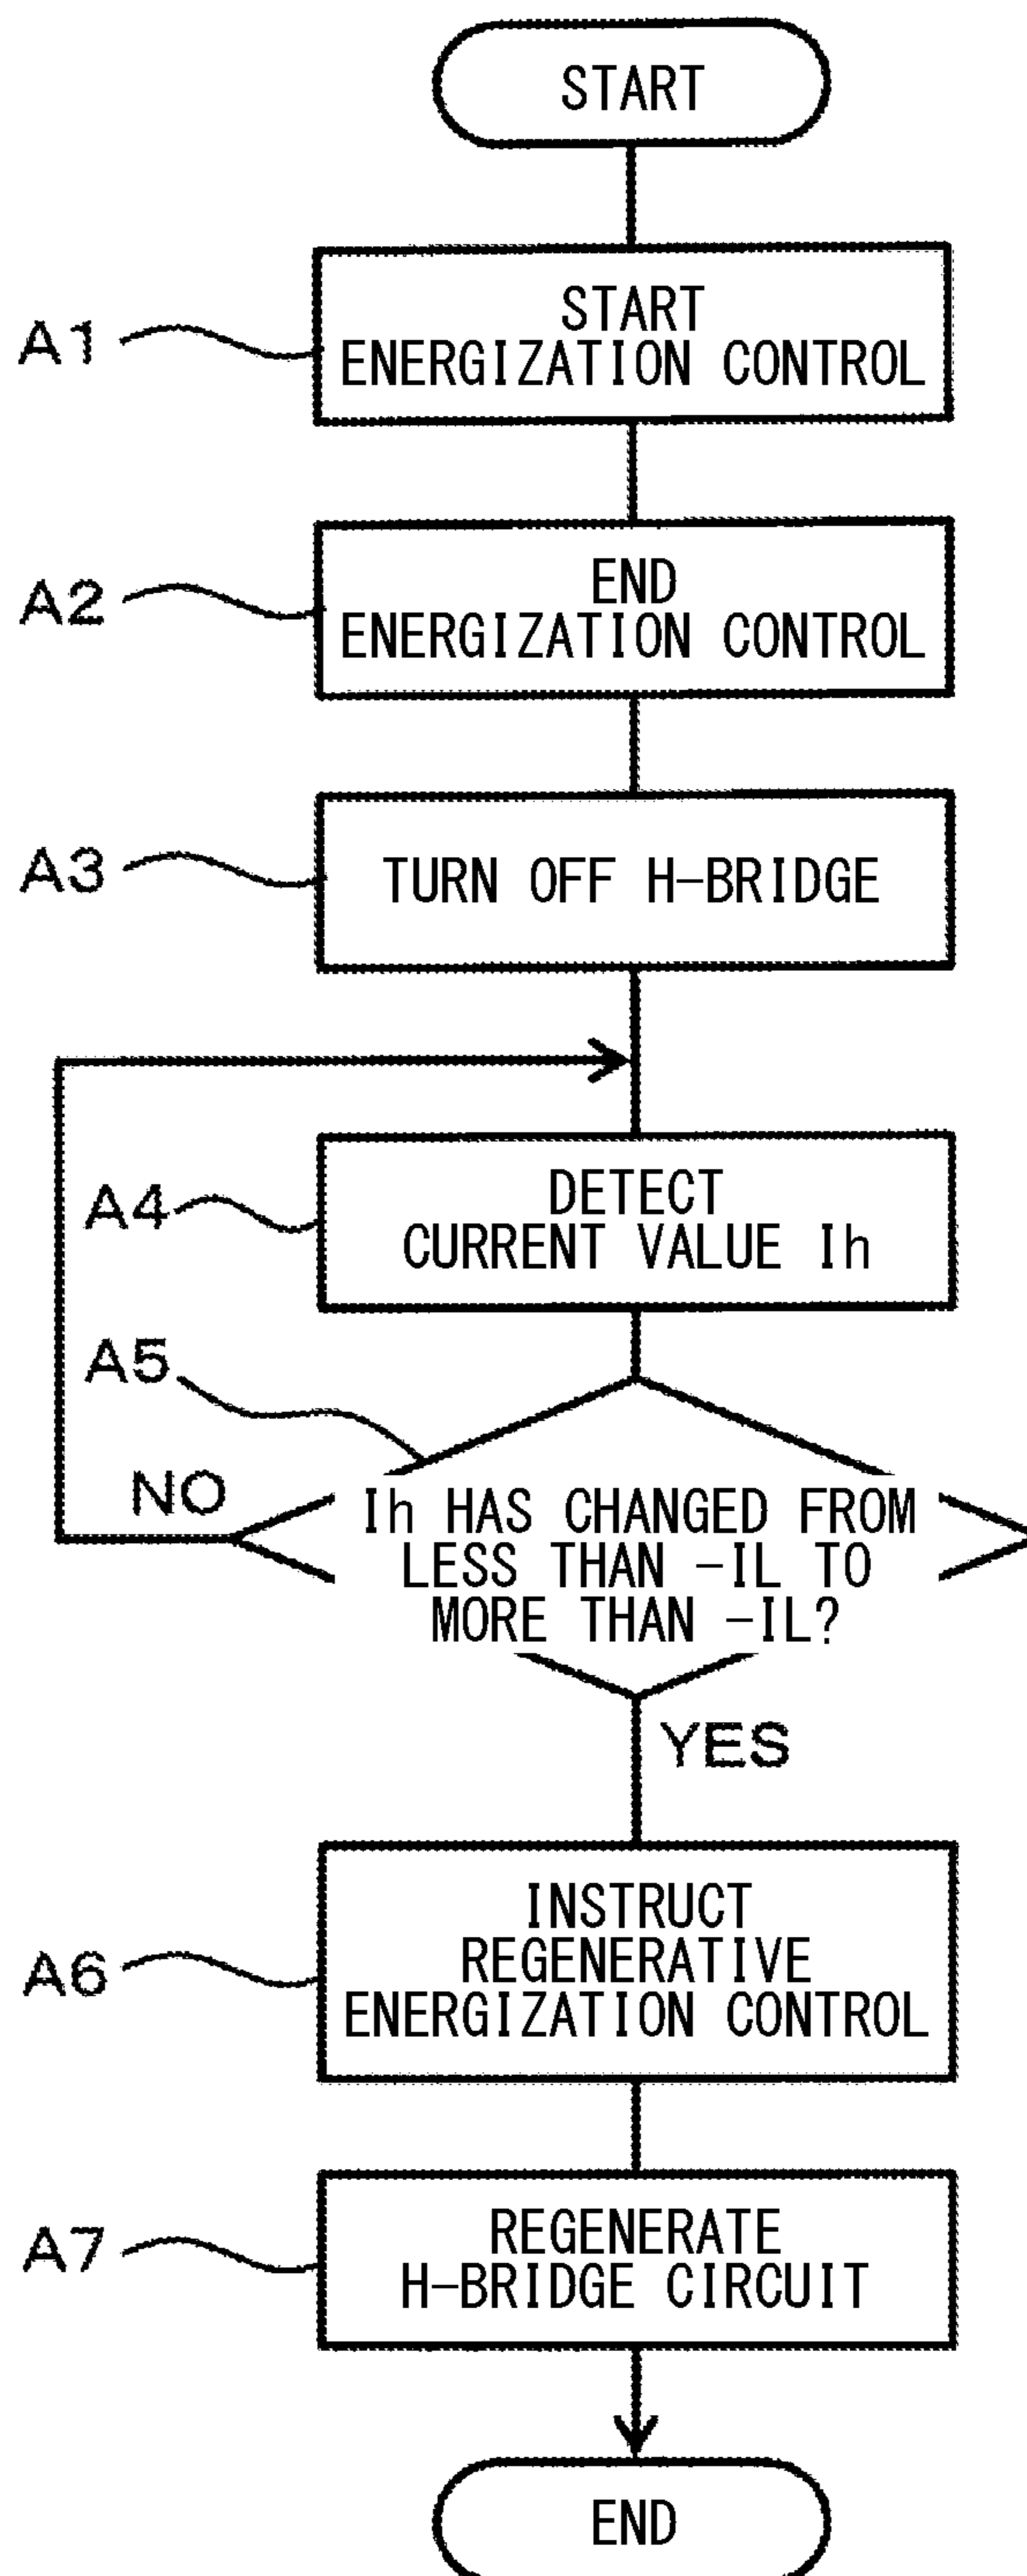 START
A1
START
ENERGIZATION CONTROL
A2
END
ENERGIZATION CONTROL
A3
TURN OFF H-BRIDGE
A4
DETECT
CURRENT VALUE Ih
A5
NO
Ih HAS CHANGED FROM
LESS THAN -IL TO
MORE THAN -IL?
YES
A6
INSTRUCT
REGENERATIVE
ENERGIZATION CONTROL
A7
REGENERATE
H-BRIDGE CIRCUIT
END